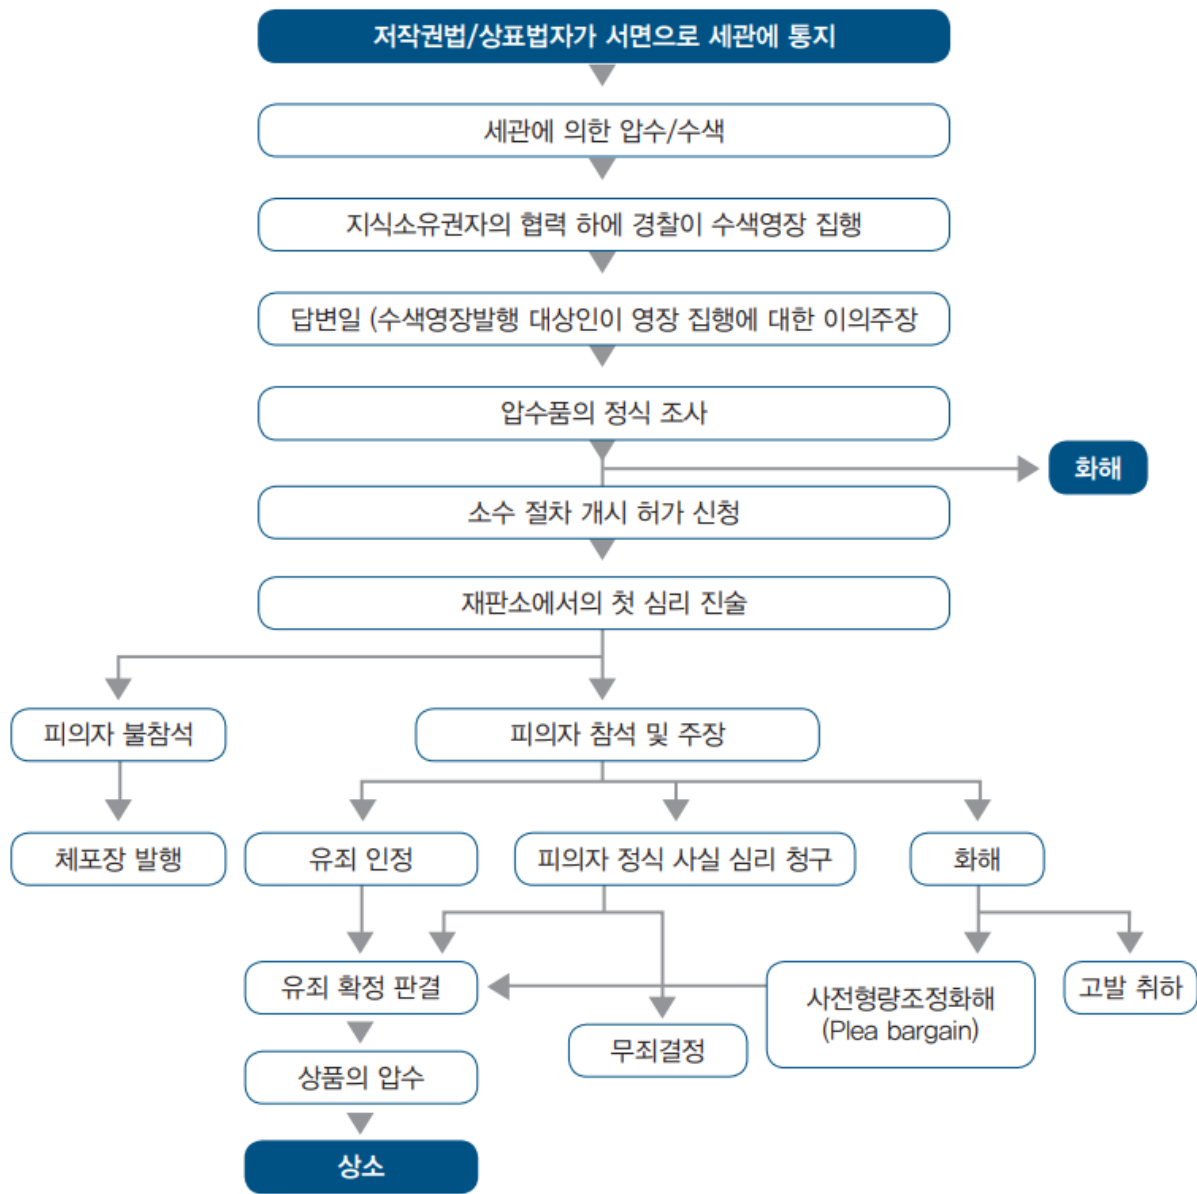 저작권법/상표법자가 서면으로 세관에 통지
세관에 의한 압수/수색
지식소유권자의 협력 하에 경찰이 수색영장 집행
답변일 (수색영장발행 대상인이 영장 집행에 대한 이의주장
압수품의 정식 조사
화해
소수 절차 개시 허가 신청
재판소에서의 첫 심리 진술
피의자 불참석
피의자 참석 및 주장
체포장 발행
유죄 인정
피의자 정식 사실 심리 청구
화해
유죄 확정 판결
사전형량조정화해
(Plea bargain)
고발 취하
무죄결정
상품의 압수
상소